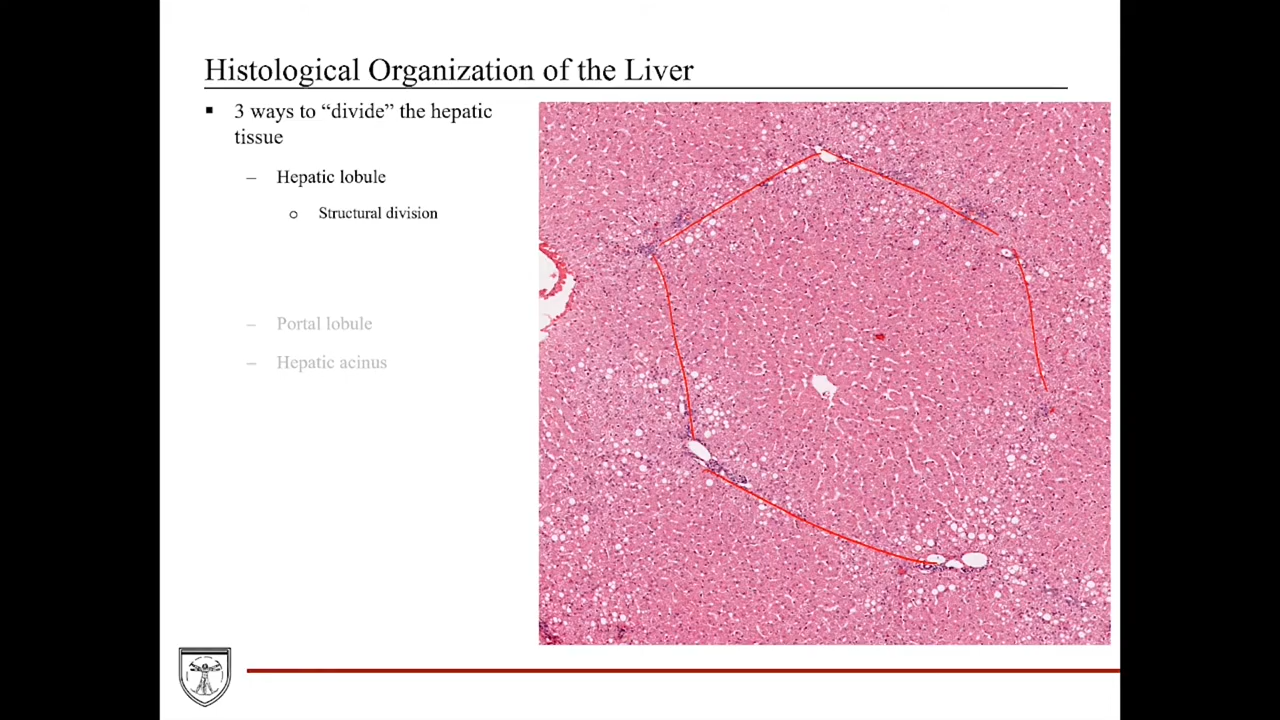 Histological Organization of the Liver
▪ 3 ways to “divide” the hepatic
tissue
– Hepatic lobule
o Structural division
– Portal lobule
– Hepatic acinus